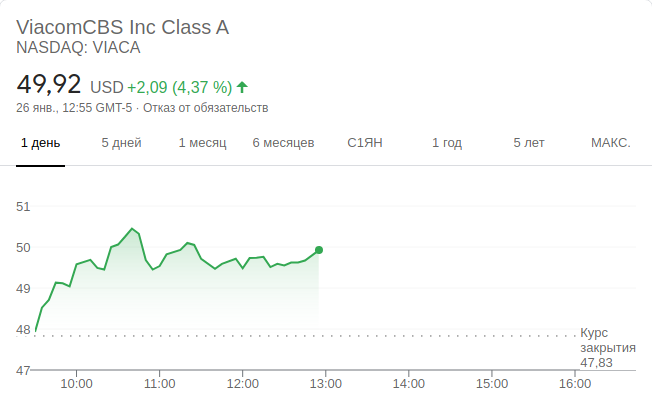 ViacomCBS Inc Class A
NASDAQ: VIACA
49,92 USD +2,09 (4,37 %)
26 янв., 12:55 GMT-5 · Отказ от обязательств
1 день 5 дней 1 месяц 6 месяцев С1ЯН 1 год 5 лет МАКС.
51
50
49
48
Курс
закрытия
47,83
47
10:00 11:00 12:00 13:00 14:00 15:00 16:00